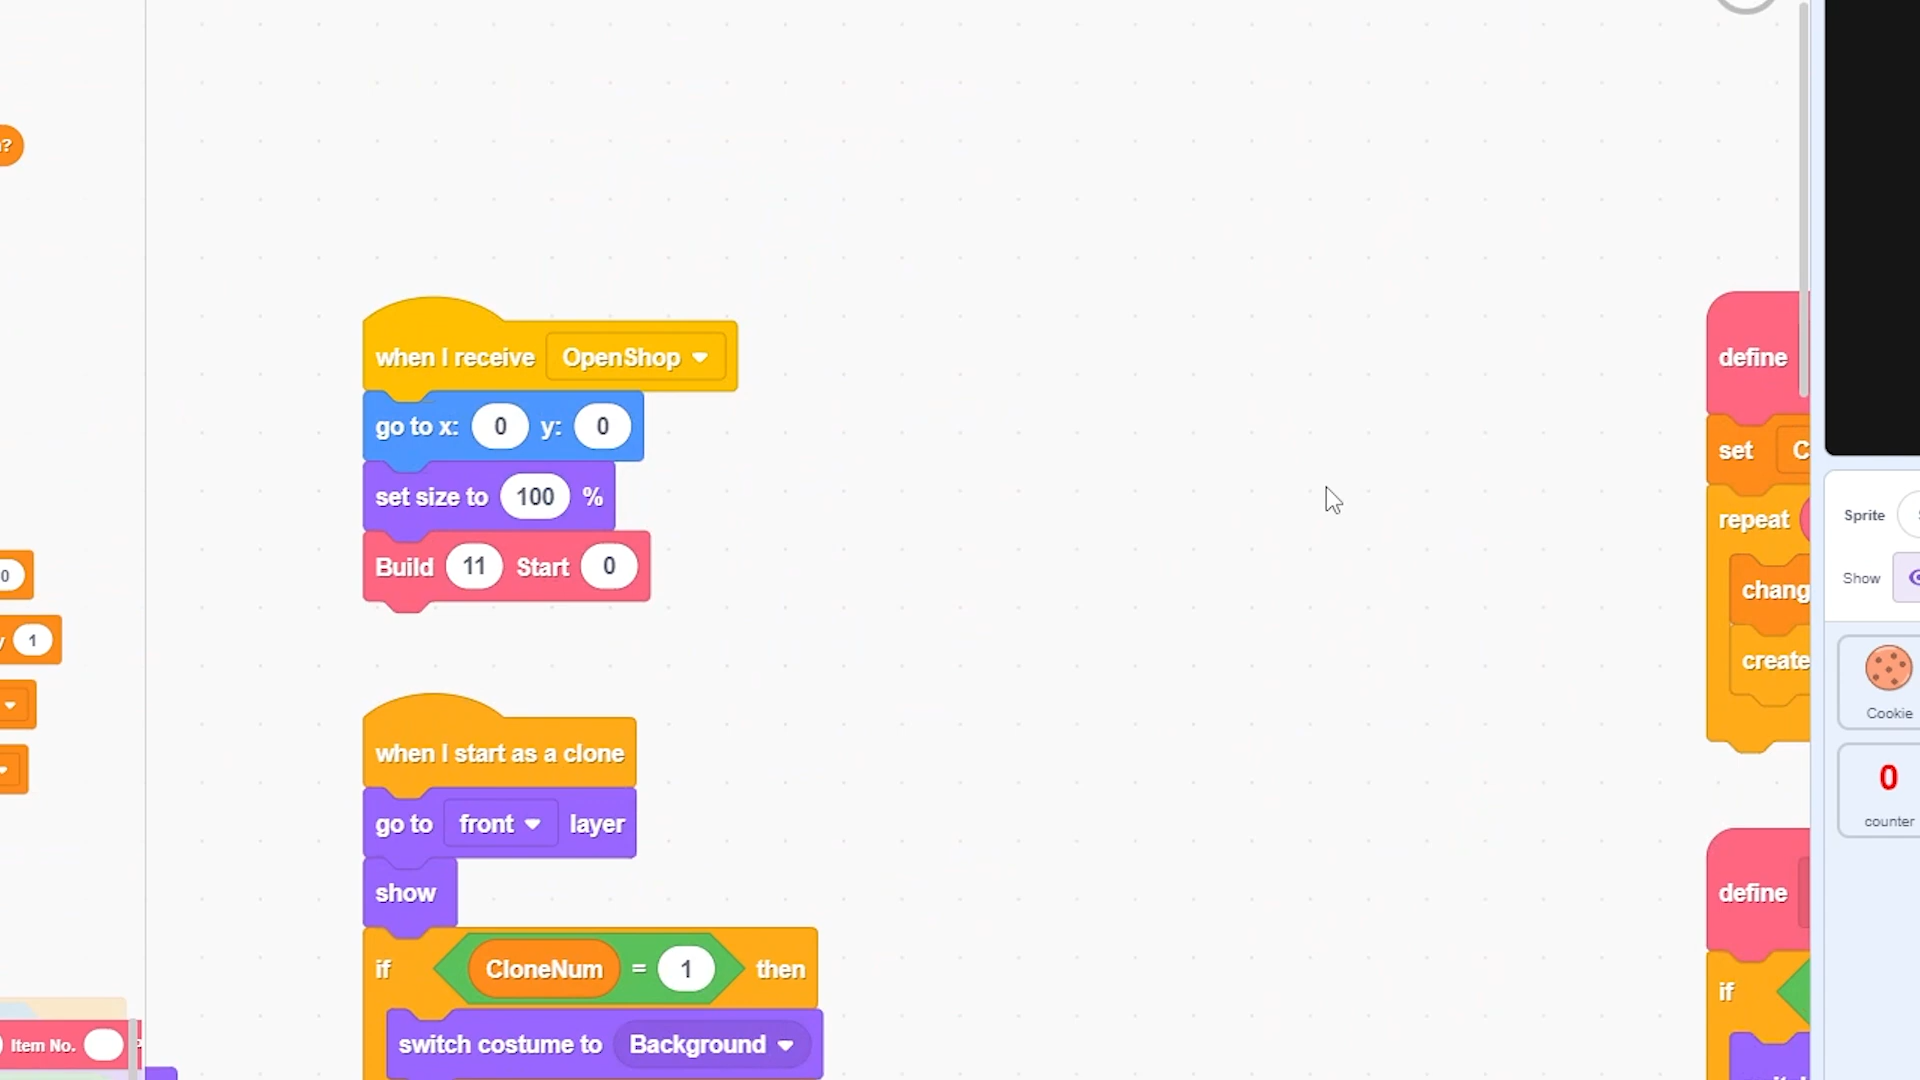 ?
when I receive OpenShop
go to x: 0 y: 0
set size to 100 %
Build 11 Start 0
when I start as a clone
go to front layer
show
if CloneNum = 1 then
switch costume to Background
0
1
Item No.
define
set C
repeat
chang
create
define
if
Sprite
Show
Cookie
0
counter